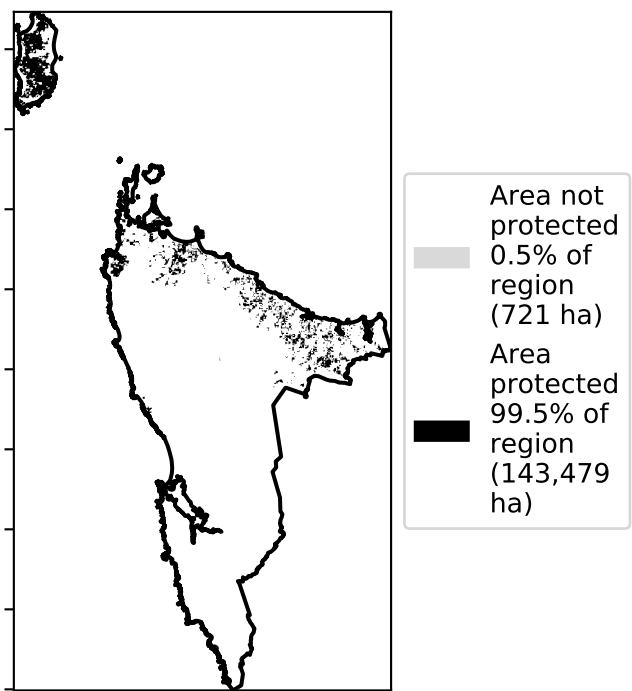 Area not
protected
0.5% of
region
(721 ha)
Area
protected
99.5% of
region
(143,479
ha)